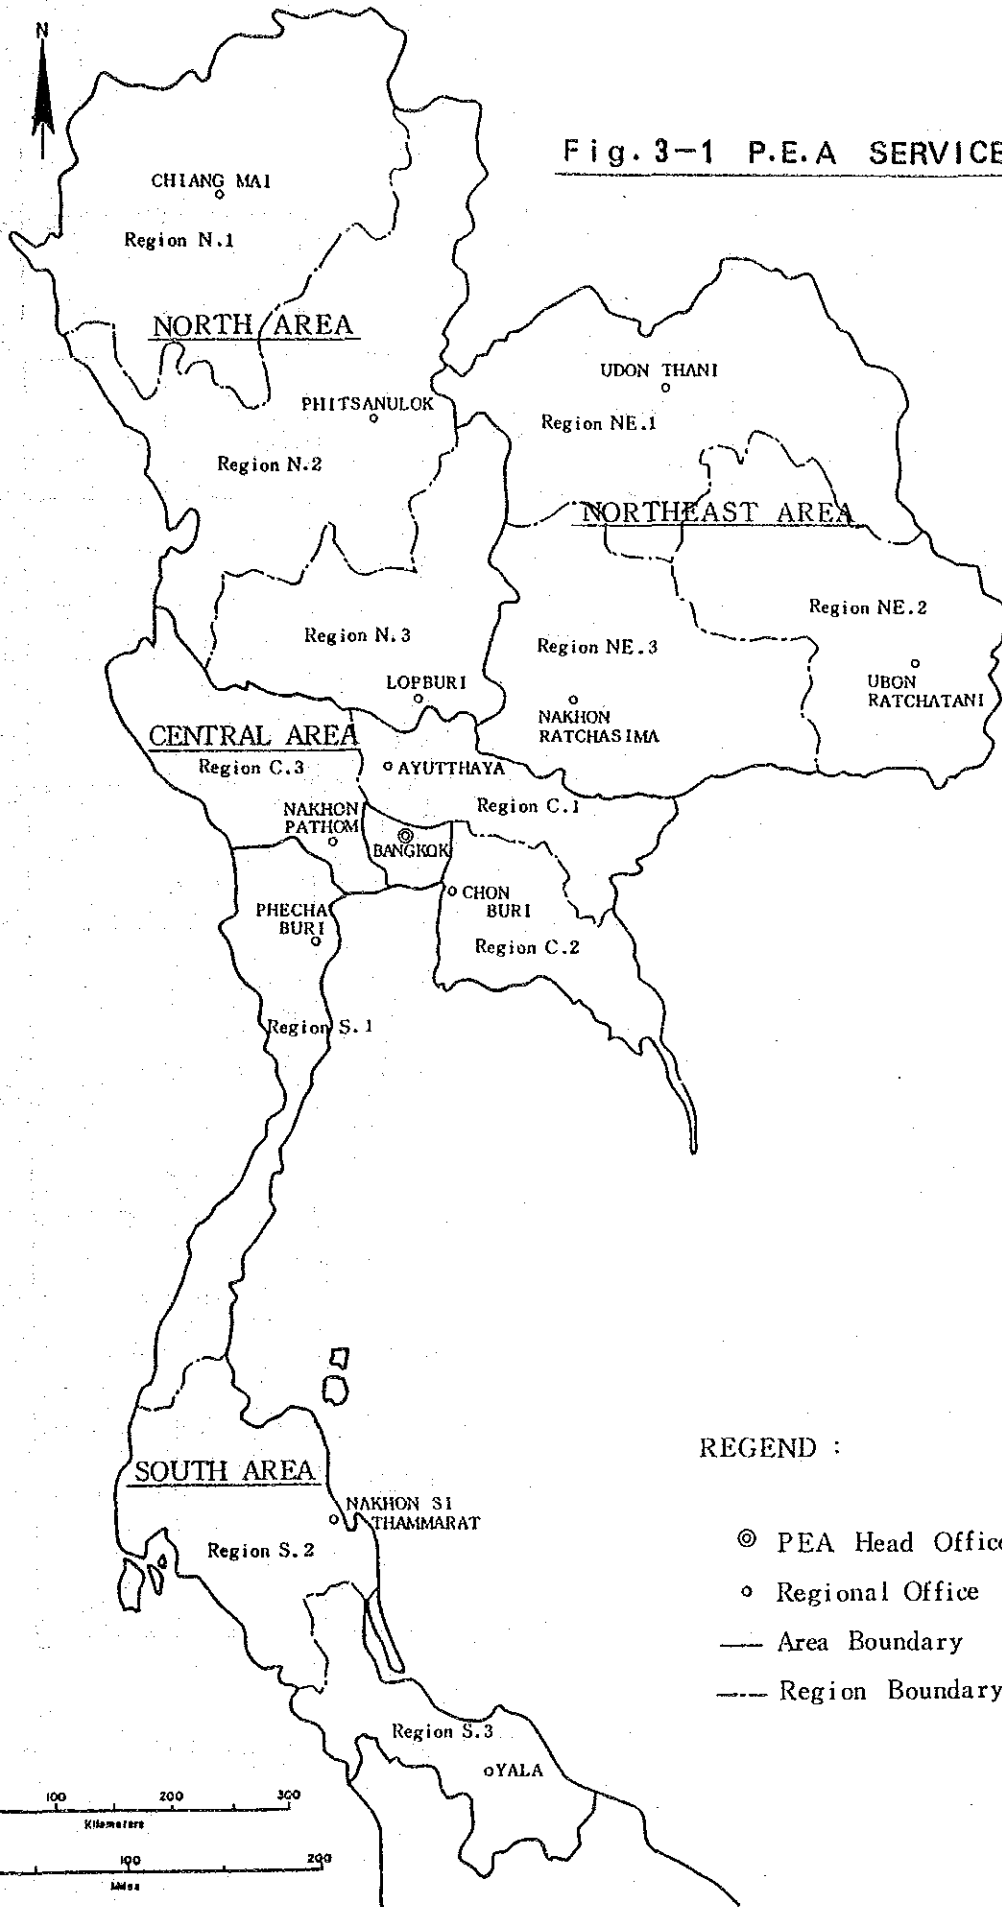 N
Fig. 3-1 P.E.A SERVICE
CHIANG MAI
Region N.1
NORTH AREA
PHITSANULOK
Region N.2
UDON THANI
Region NE.1
NORTHEAST AREA
Region NE.2
Region N.3
Region NE.3
LOPBURI
UBON
RATCHATANI
NAKHON
RATCHASIMA
CENTRAL AREA
Region C.3
AYUTTHAYA
Region C.1
NAKHON
PATHOM
BANGKOK
CHON
BURI
PHECHA
BURI
Region C.2
Region S.1
REGEND :
SOUTH AREA
NAKHON SI
THAMMARAT
Region S.2
PEA Head Office
Regional Office
Area Boundary
Region Boundary
Region S.3
YALA
100 200 300
Kilometers
100 200
Miles